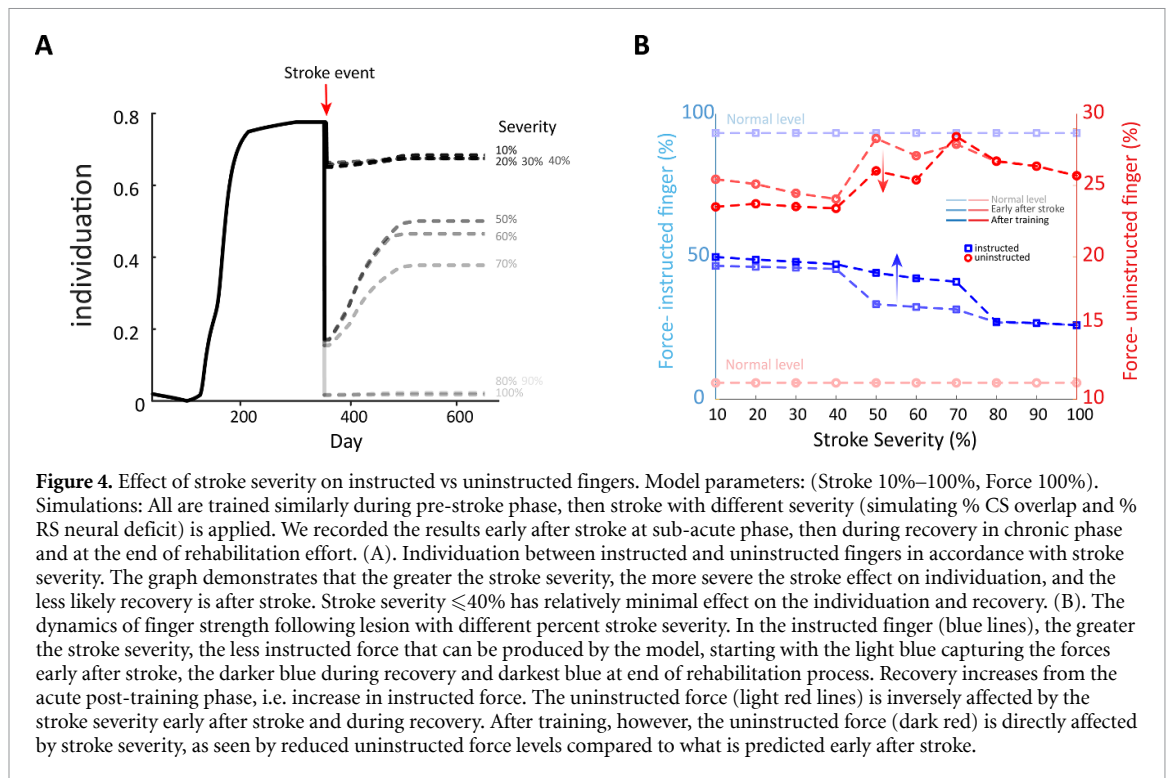 A
B
Stroke event
Severity
10%
20% 30% 40%
50%
60%
70%
80% 90%
100%
0.8
0.6
0.4
0.2
0
individuation
200
400
600
Day
100
50
0
Force- instructed finger (%)
Normal level
Normal level
Early after stroke
After training
instructed
uninstructed
Normal level
30
25
20
15
10
Force- uninstructed finger (%)
10 20 30 40 50 60 70 80 90 100
Stroke Severity (%)
Figure 4. Effect of stroke severity on instructed vs uninstructed fingers. Model parameters: (Stroke 10%–100%, Force 100%).
Simulations: All are trained similarly during pre-stroke phase, then stroke with different severity (simulating % CS overlap and %
RS neural deficit) is applied. We recorded the results early after stroke at sub-acute phase, then during recovery in chronic phase
and at the end of rehabilitation effort. (A). Individuation between instructed and uninstructed fingers in accordance with stroke
severity. The graph demonstrates that the greater the stroke severity, the more severe the stroke effect on individuation, and the
less likely recovery is after stroke. Stroke severity ⩽40% has relatively minimal effect on the individuation and recovery. (B). The
dynamics of finger strength following lesion with different percent stroke severity. In the instructed finger (blue lines), the greater
the stroke severity, the less instructed force that can be produced by the model, starting with the light blue capturing the forces
early after stroke, the darker blue during recovery and darkest blue at end of rehabilitation process. Recovery increases from the
acute post-training phase, i.e. increase in instructed force. The uninstructed force (light red lines) is inversely affected by the
stroke severity early after stroke and during recovery. After training, however, the uninstructed force (dark red) is directly affected
by stroke severity, as seen by reduced uninstructed force levels compared to what is predicted early after stroke.